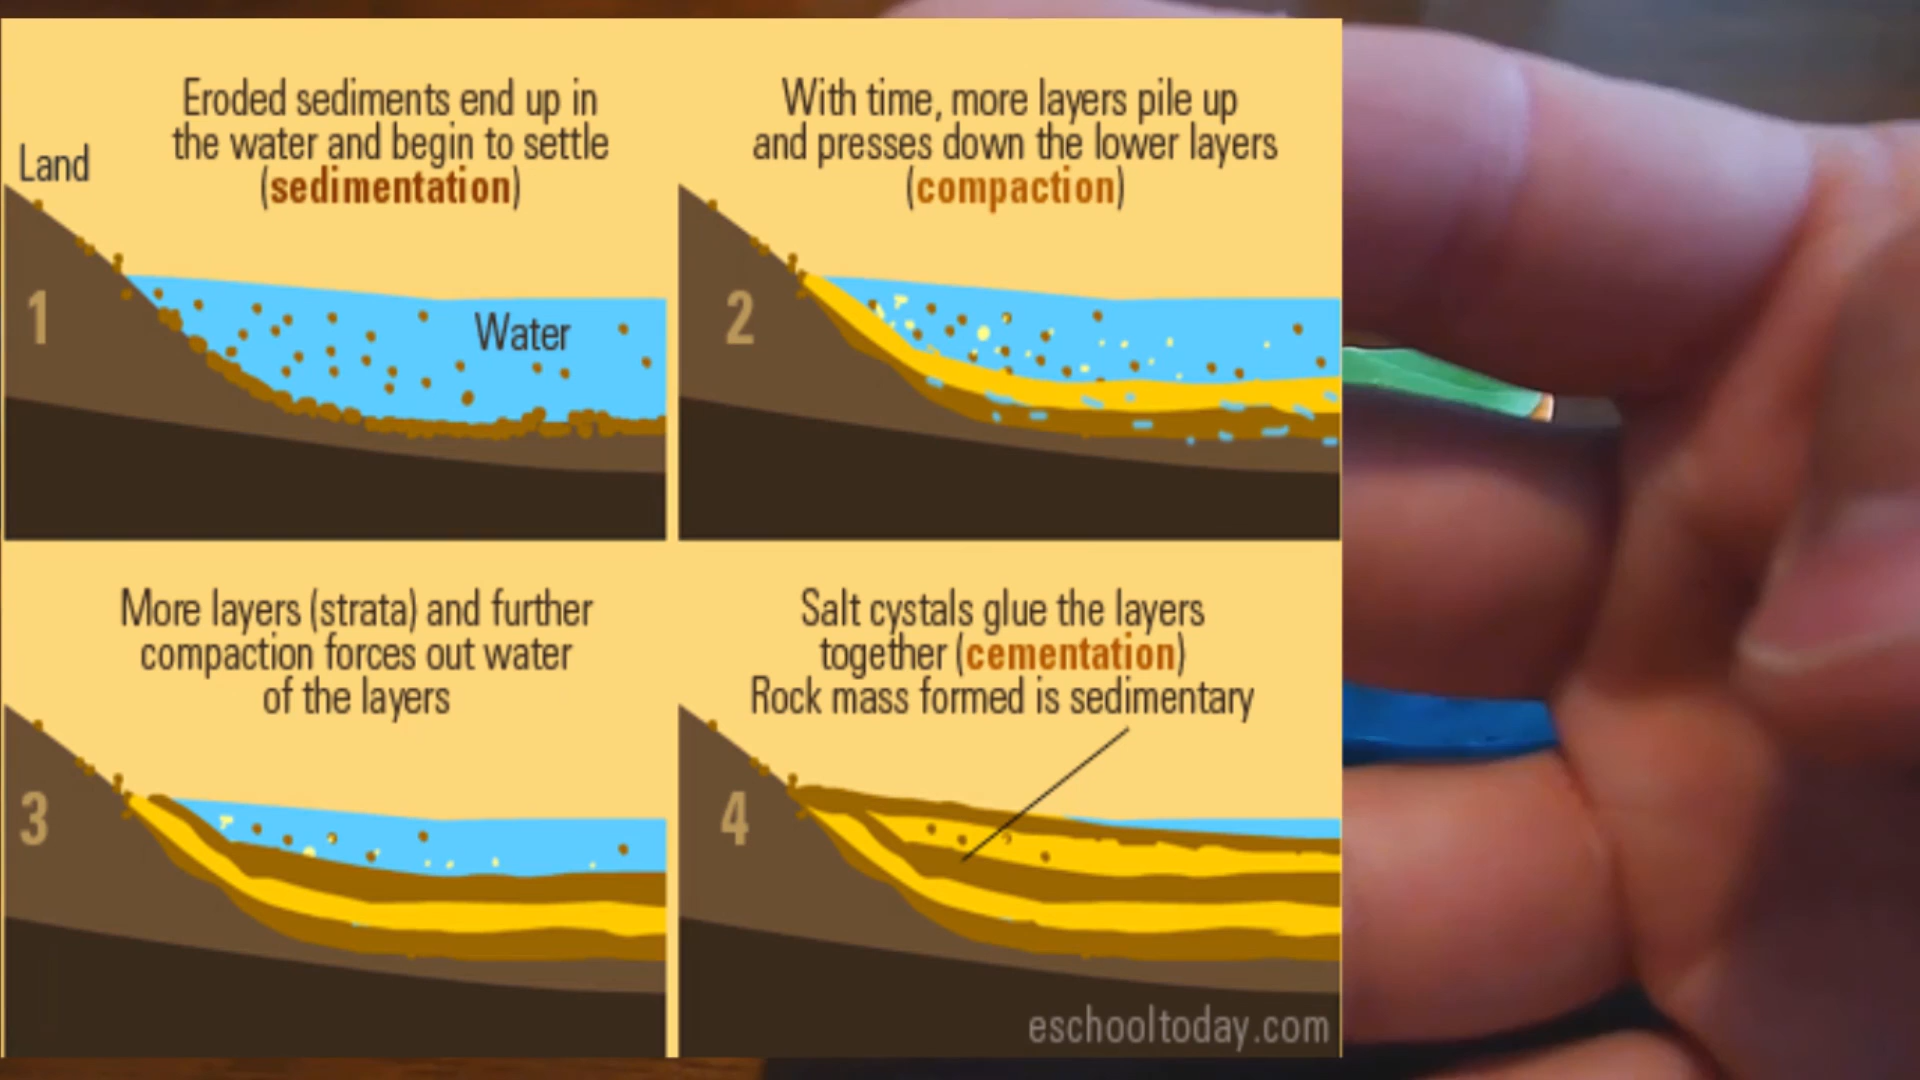 Land
Eroded sediments end up in
the water and begin to settle
(sedimentation)
1
Water
With time, more layers pile up
and presses down the lower layers
(compaction)
2
More layers (strata) and further
compaction forces out water
of the layers
3
Salt cystals glue the layers
together (cementation)
Rock mass formed is sedimentary
4
eschooltoday.com